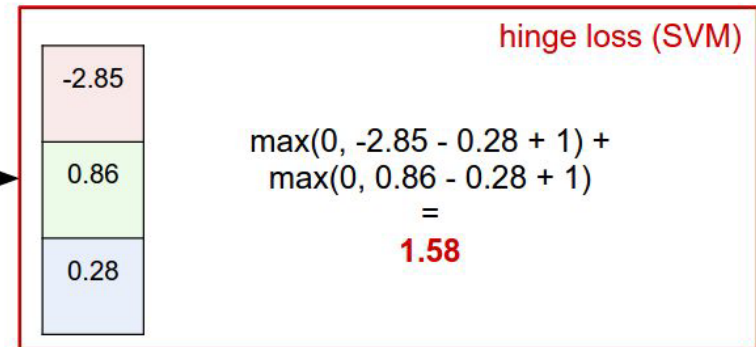 hinge loss (SVM)
-2.85
0.86
0.28
max(0, -2.85 - 0.28 + 1) +
max(0, 0.86 - 0.28 + 1)
=
1.58